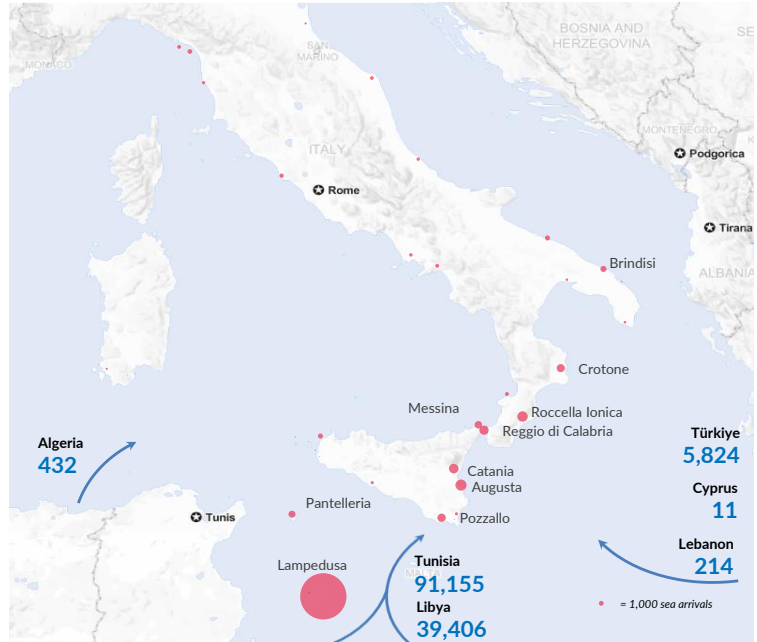 BOSNIA AND
HERZEGOVINA
SE
SAN
MARINO
MONACO
MONTENEGRO
Podgorica
ITALY
Rome
Tirana
Brindisi
ALBANIA
Crotone
Messina
Roccella Ionica
Reggio di Calabria
Algeria
432
Türkiye
5,824
Catania
Augusta
Cyprus
11
Pantelleria
Tunis
Pozzallo
Lebanon
214
Lampedusa
Tunisia
91,155
Libya
39,406
= 1,000 sea arrivals